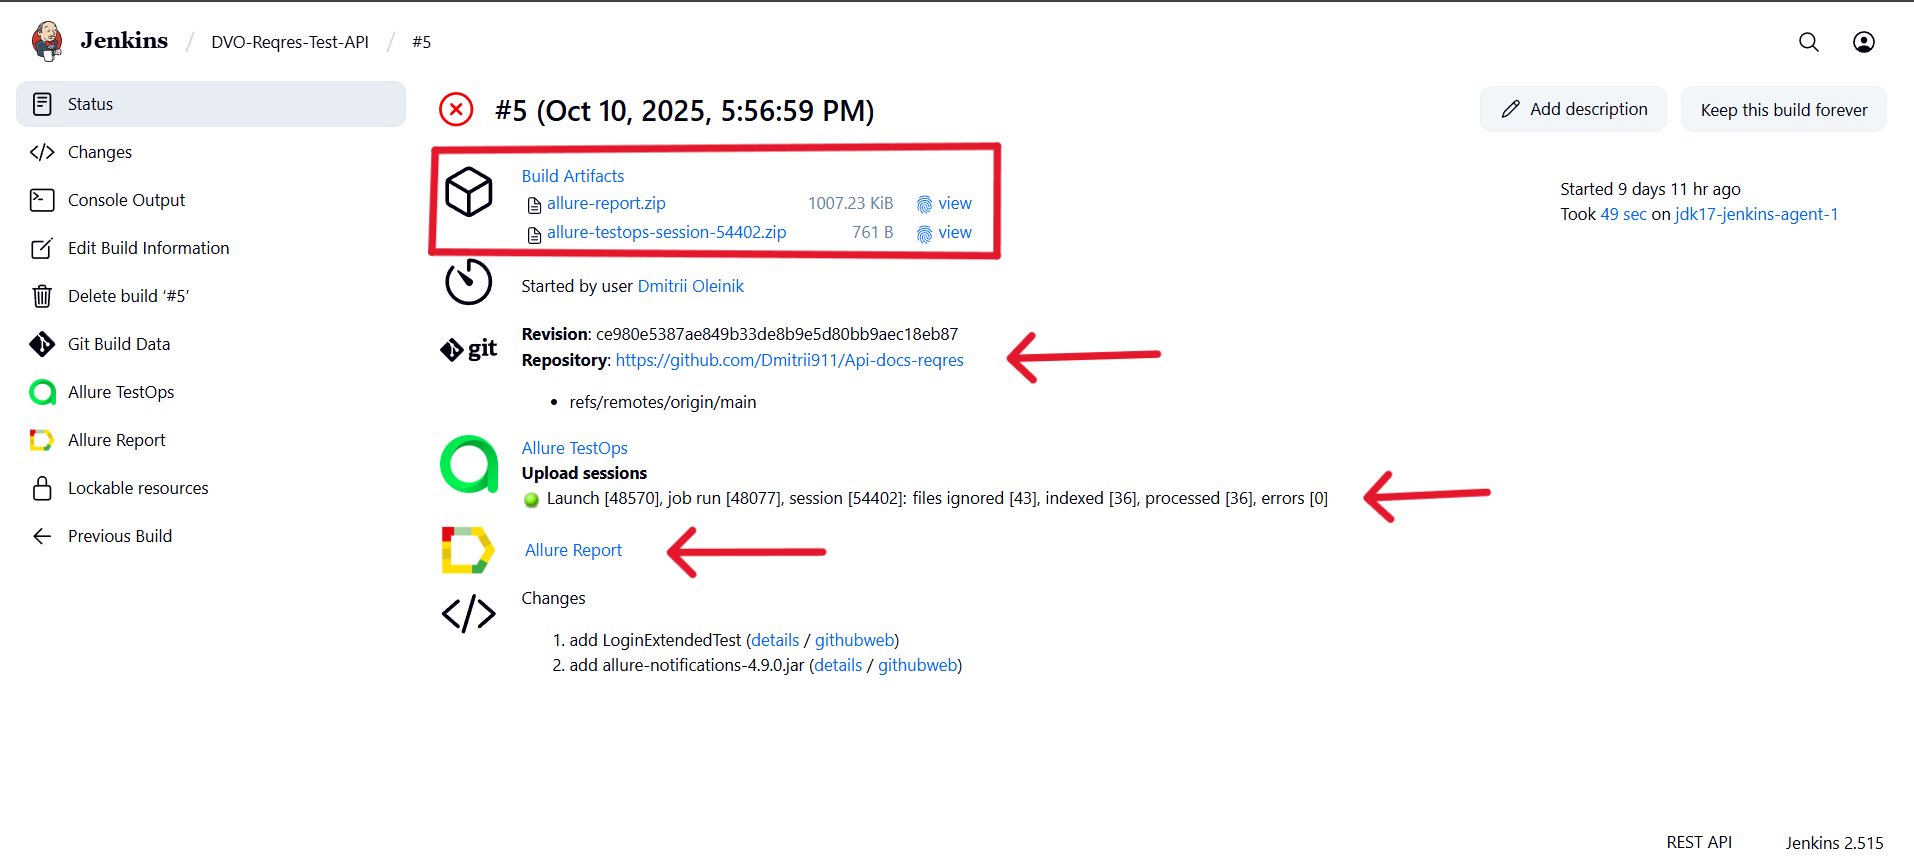 Jenkins / DVO-Reqres-Test-API / #5
Status
Changes
Console Output
Edit Build Information
Delete build ‘#5’
Git Build Data
Allure TestOps
Allure Report
Lockable resources
Previous Build
#5 (Oct 10, 2025, 5:56:59 PM)
Add description
Keep this build forever
Started 9 days 11 hr ago
Took 49 sec on jdk17-jenkins-agent-1
Build Artifacts
allure-report.zip 1007.23 KiB view
allure-testops-session-54402.zip 761 B view
Started by user Dmitrii Oleinik
git
Revision: ce980e5387ae849b33de8b9e5d80bb9aec18eb87
Repository: https://github.com/Dmitrii911/Api-docs-reqres
• refs/remotes/origin/main
Allure TestOps
Upload sessions
Launch [48570], job run [48077], session [54402]: files ignored [43], indexed [36], processed [36], errors [0]
Allure Report
Changes
1. add LoginExtendedTest (details / githubweb)
2. add allure-notifications-4.9.0.jar (details / githubweb)
REST API
Jenkins 2.515